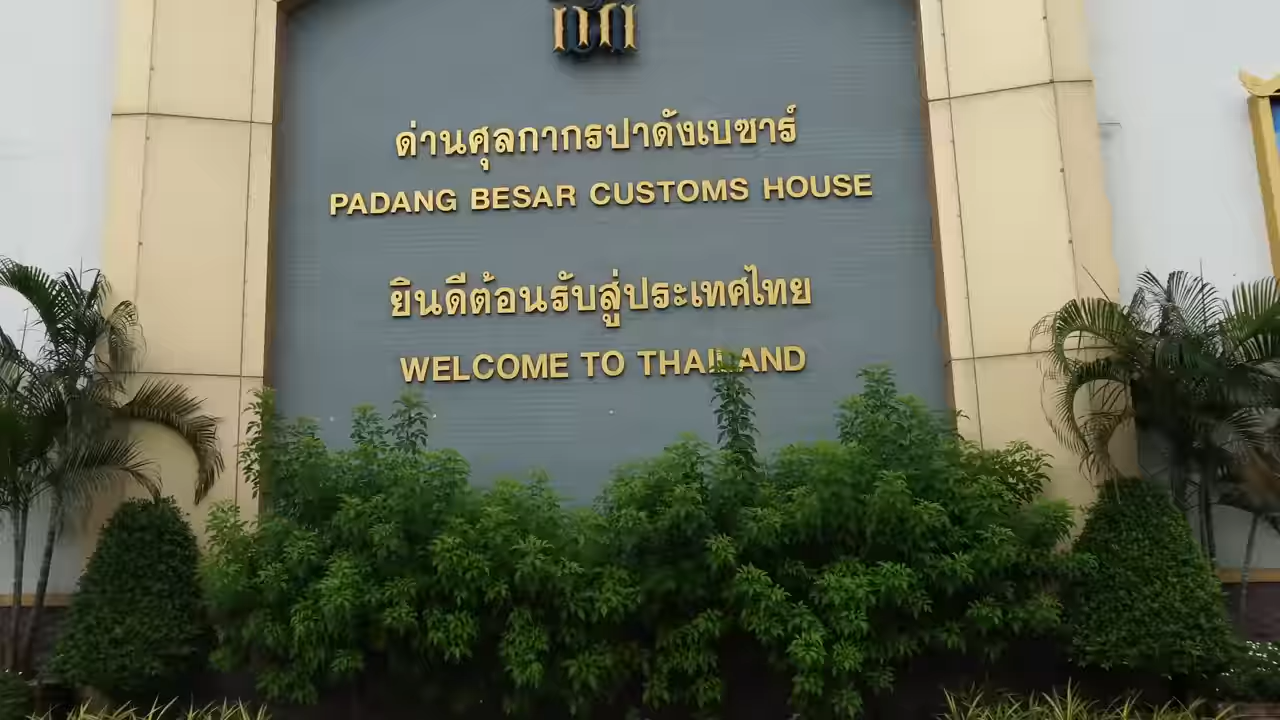 ด่านศุลกากรปาดังเบซาร์
PADANG BESAR CUSTOMS HOUSE
ยินดีต้อนรับสู่ประเทศไทย
WELCOME TO THAILAND